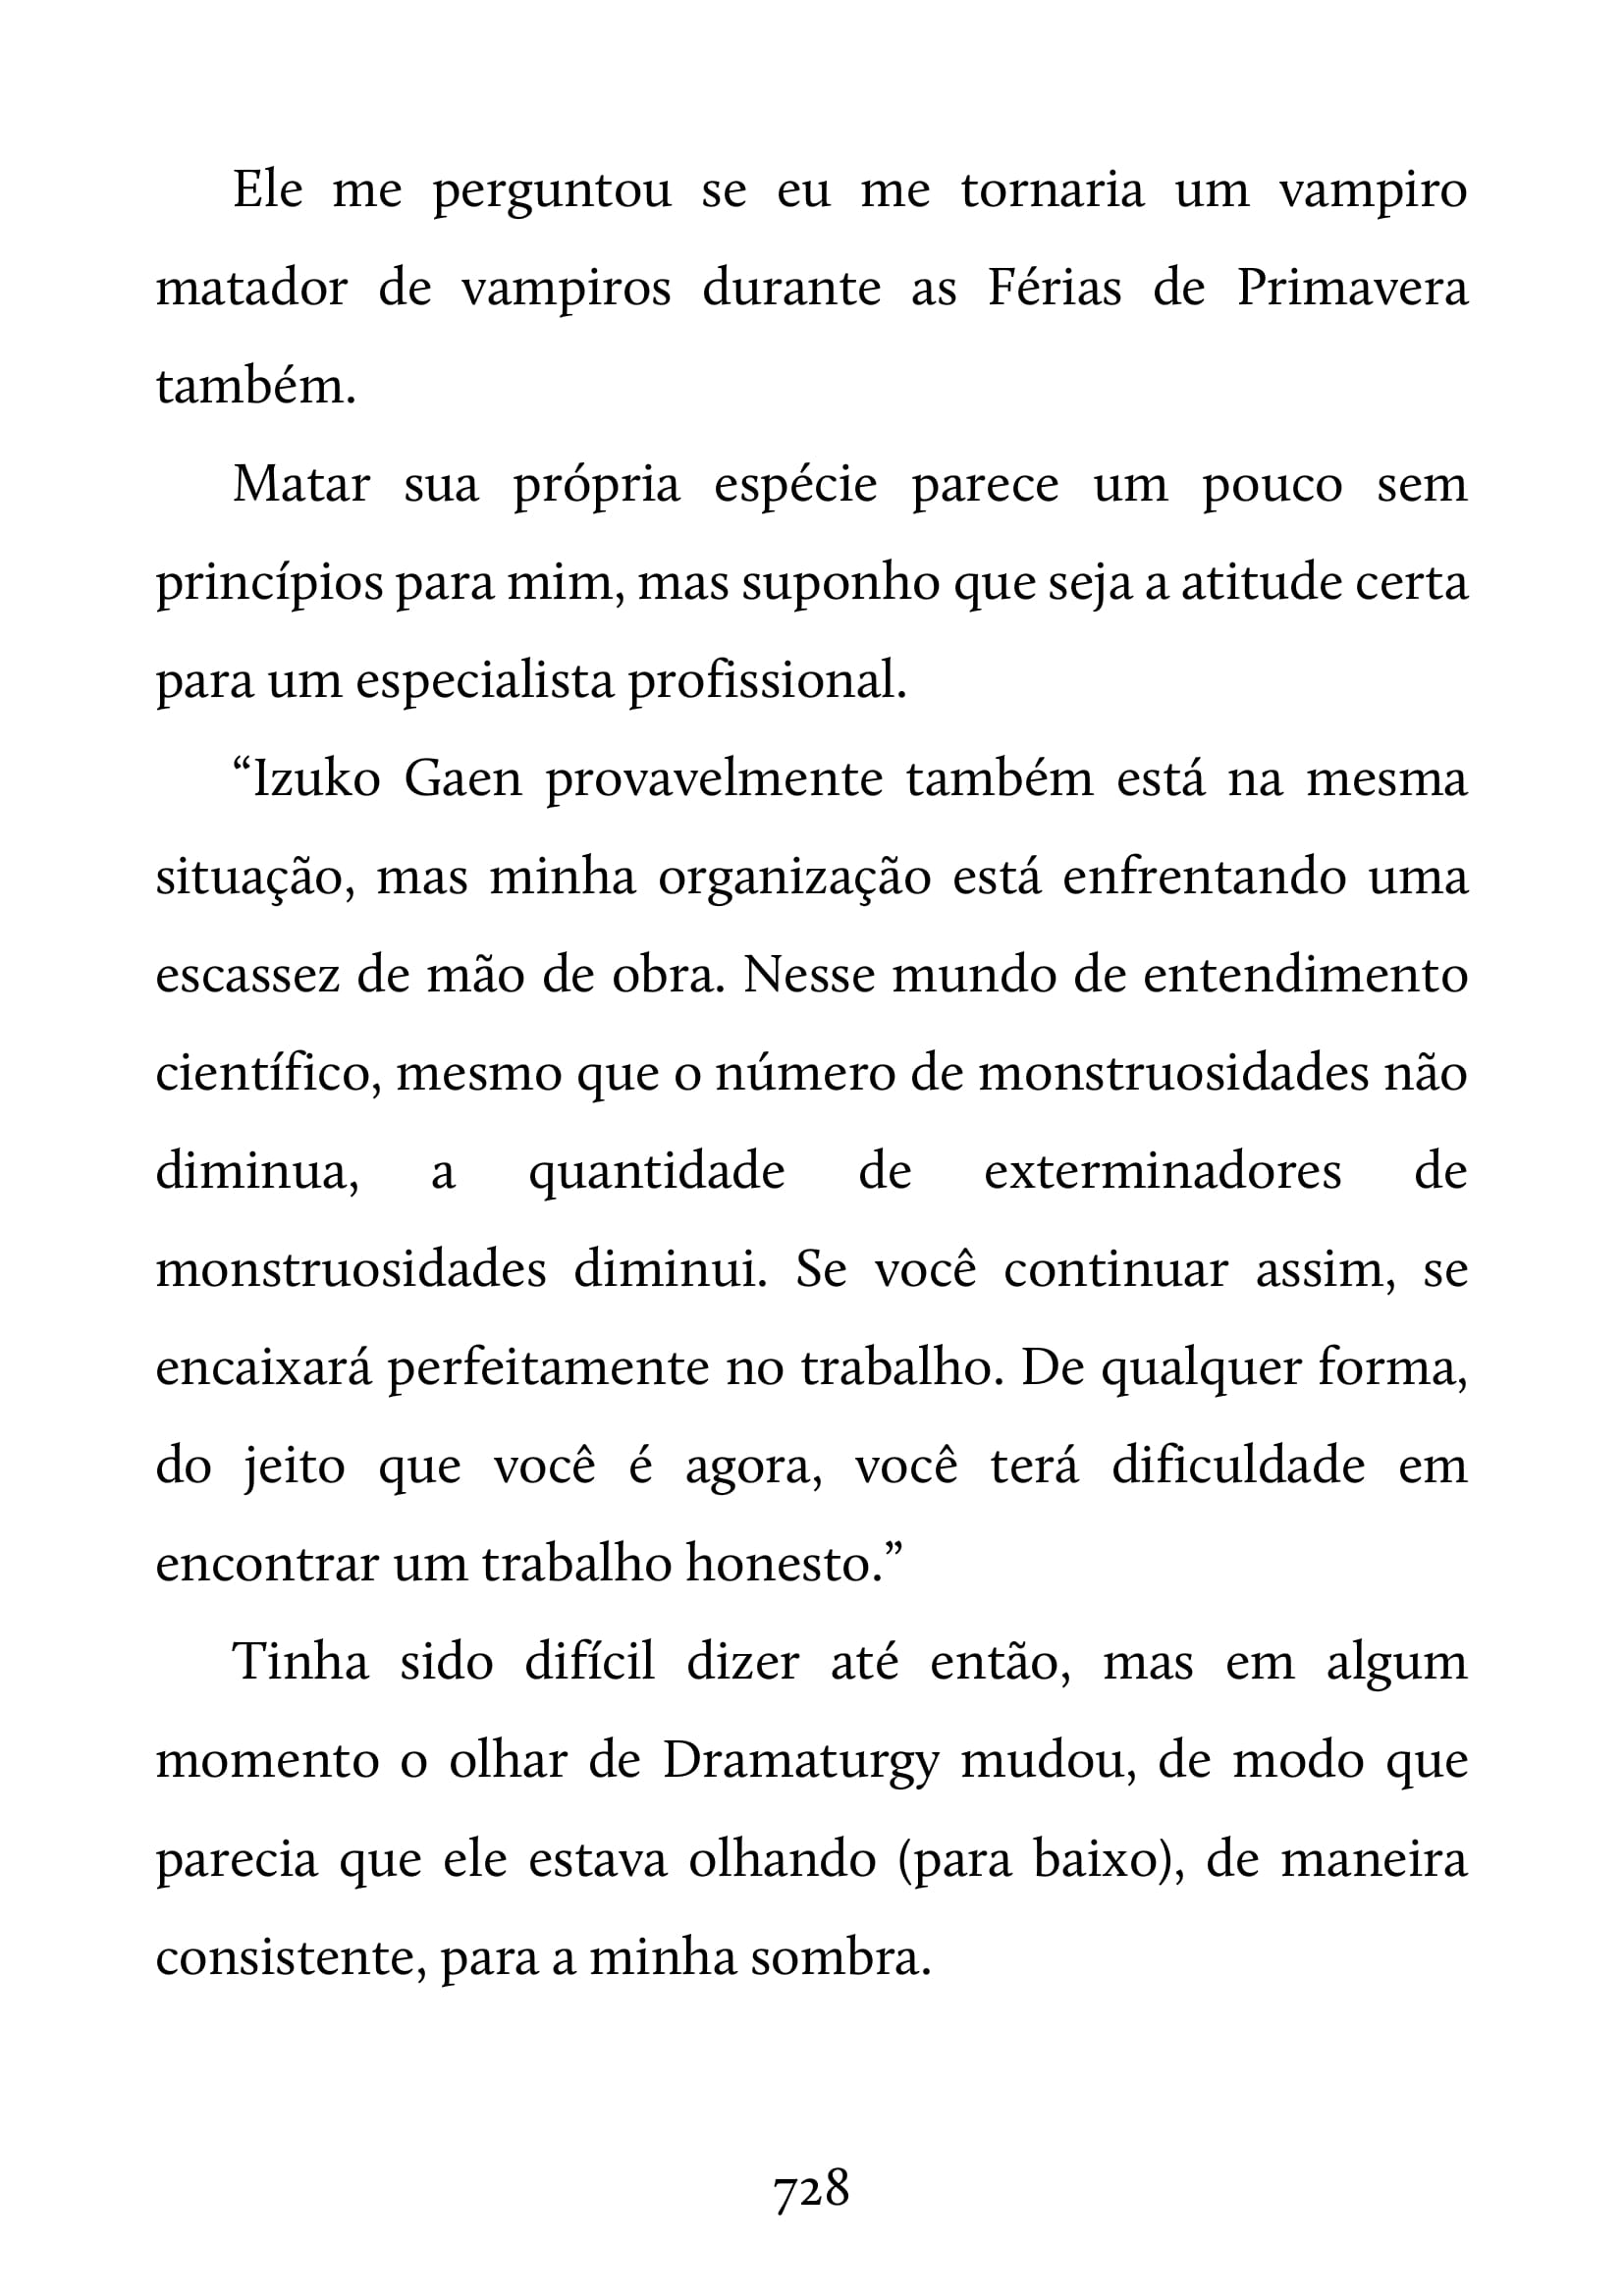 Ele me perguntou se eu me tornaria um vampiro
matador de vampiros durante as Férias de Primavera
também.
Matar sua própria espécie parece um pouco sem
princípios para mim, mas suponho que seja a atitude certa
para um especialista profissional.
“Izuko Gaen provavelmente também está na mesma
situação, mas minha organização está enfrentando uma
escassez de mão de obra. Nesse mundo de entendimento
científico, mesmo que o número de monstruosidades não
diminua, a quantidade de exterminadores de
monstruosidades diminui. Se você continuar assim, se
encaixará perfeitamente no trabalho. De qualquer forma,
do jeito que você é agora, você terá dificuldade em
encontrar um trabalho honesto.”
Tinha sido difícil dizer até então, mas em algum
momento o olhar de Dramaturgy mudou, de modo que
parecia que ele estava olhando (para baixo), de maneira
consistente, para a minha sombra.
728